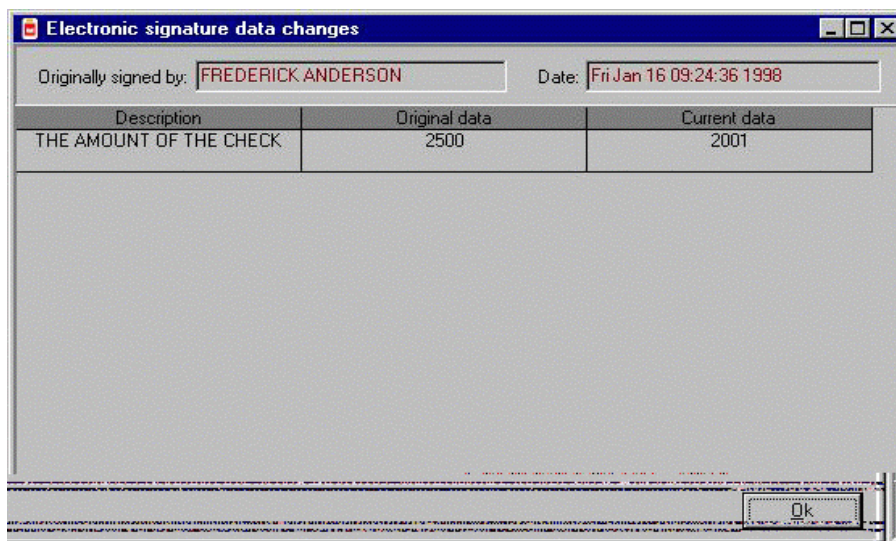 Electronic signature data changes
Originally signed by: FREDERICK ANDERSON Date: Fri Jan 16 09:24:36 1998
Description Original data Current data
THE AMOUNT OF THE CHECK 2500 2001
Ok